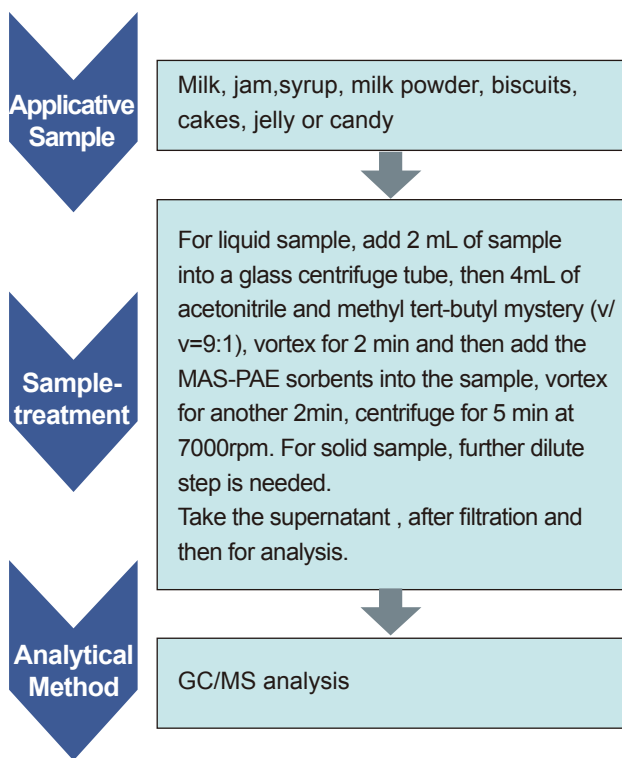 Applicative
Sample
Milk, jam,syrup, milk powder, biscuits,
cakes, jelly or candy
Sample-
treatment
For liquid sample, add 2 mL of sample
into a glass centrifuge tube, then 4mL of
acetonitrile and methyl tert-butyl mystery (v/
v=9:1), vortex for 2 min and then add the
MAS-PAE sorbents into the sample, vortex
for another 2min, centrifuge for 5 min at
7000rpm. For solid sample, further dilute
step is needed.
Take the supernatant , after filtration and
then for analysis.
Analytical
Method
GC/MS analysis